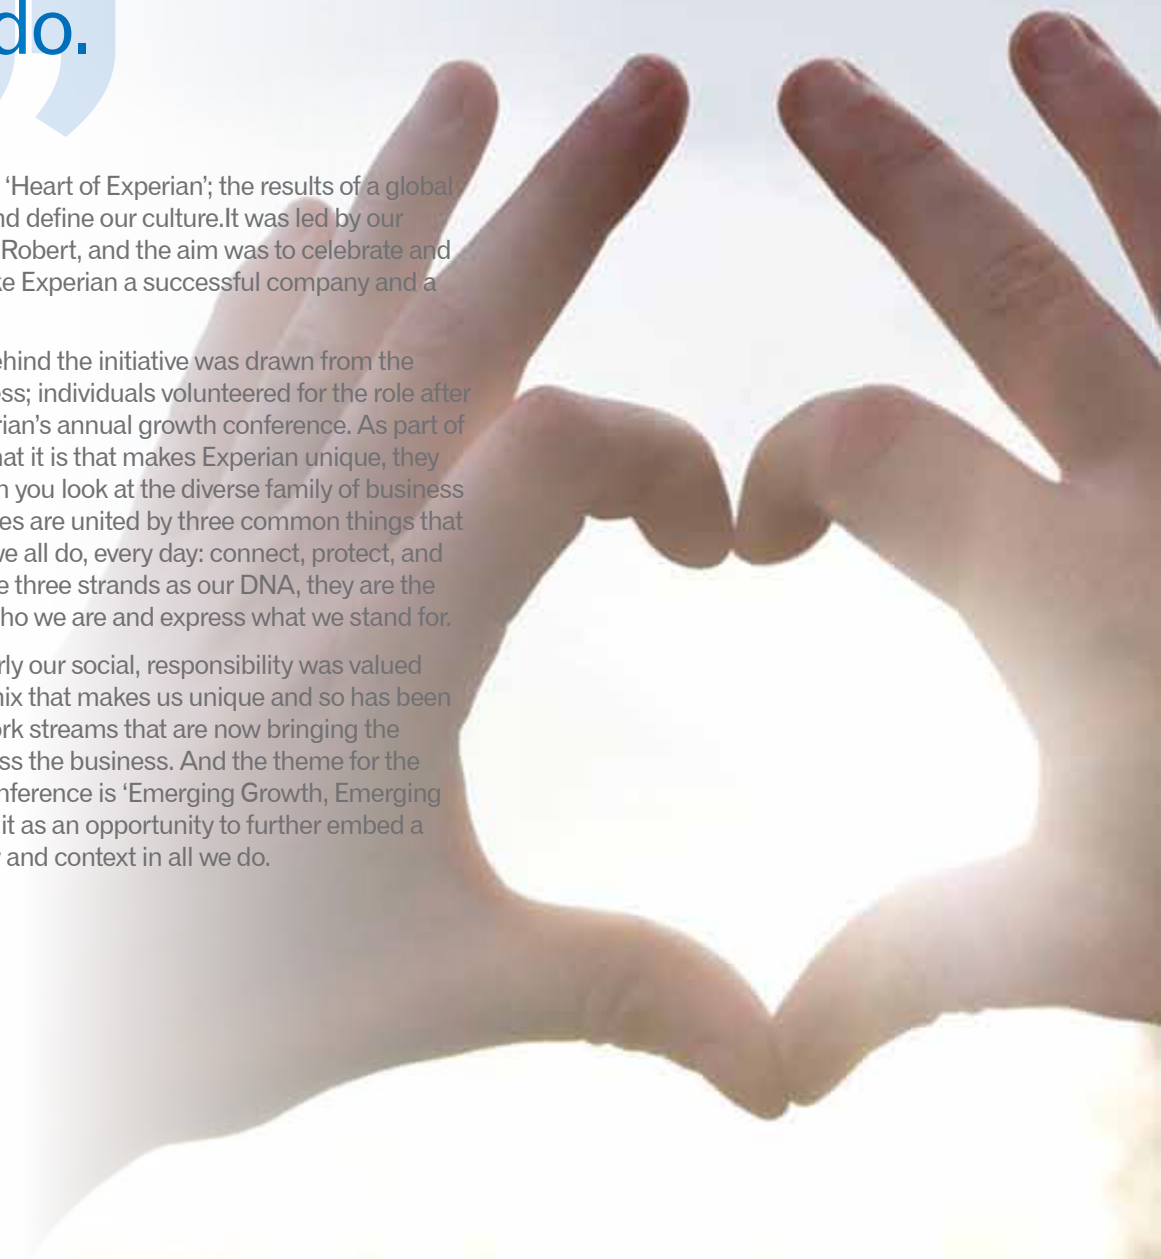 do.
‘Heart of Experian’; the results of a global
nd define our culture.It was led by our
Robert, and the aim was to celebrate and
ke Experian a successful company and a
ehind the initiative was drawn from the
ess; individuals volunteered for the role after
rian’s annual growth conference. As part of
hat it is that makes Experian unique, they
n you look at the diverse family of business
es are united by three common things that
we all do, every day: connect, protect, and
e three strands as our DNA, they are the
ho we are and express what we stand for.
rly our social, responsibility was valued
mix that makes us unique and so has been
ork streams that are now bringing the
ss the business. And the theme for the
nference is ‘Emerging Growth, Emerging
it as an opportunity to further embed a
and context in all we do.